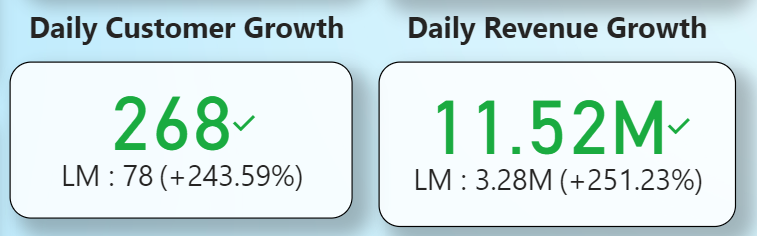 Daily Customer Growth
268
LM : 78 (+243.59%)
Daily Revenue Growth
11.52M
LM : 3.28M (+251.23%)